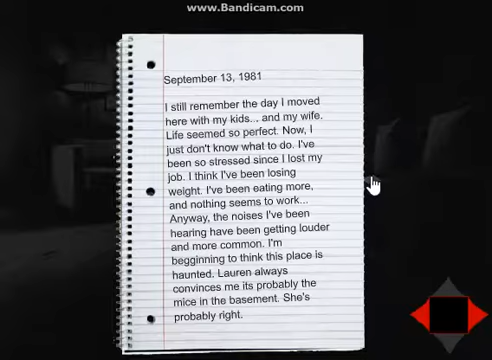 www.Bandicam.com
September 13, 1981
I still remember the day I moved
here with my kids... and my wife.
Life seemed so perfect. Now, I
just don't know what to do. I've
been so stressed since I lost my
job. I think I've been losing
weight. I've been eating more,
and nothing seems to work...
Anyway, the noises I've been
hearing have been getting louder
and more common. I'm
begginning to think this place is
haunted. Lauren always
convinces me its probably the
mice in the basement. She's
probably right.